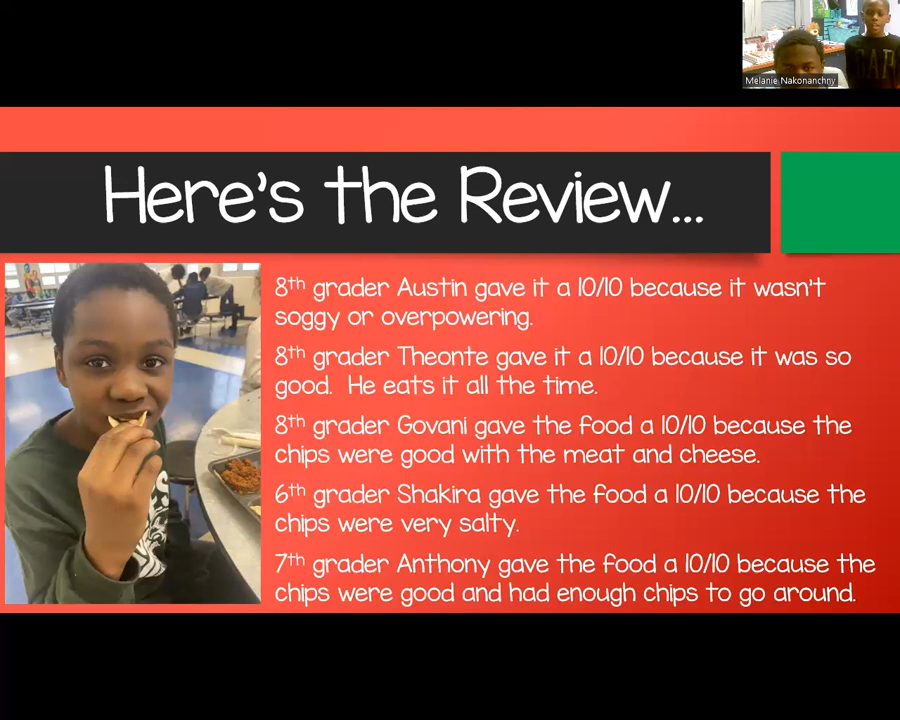 Melanie Nakonanchny
Here's the Review...
8th grader Austin gave it a 10/10 because it wasn't
soggy or overpowering.
8th grader Theonte gave it a 10/10 because it was so
good. He eats it all the time.
8th grader Govani gave the food a 10/10 because the
chips were good with the meat and cheese.
6th grader Shakira gave the food a 10/10 because the
chips were very salty.
7th grader Anthony gave the food a 10/10 because the
chips were good and had enough chips to go around.